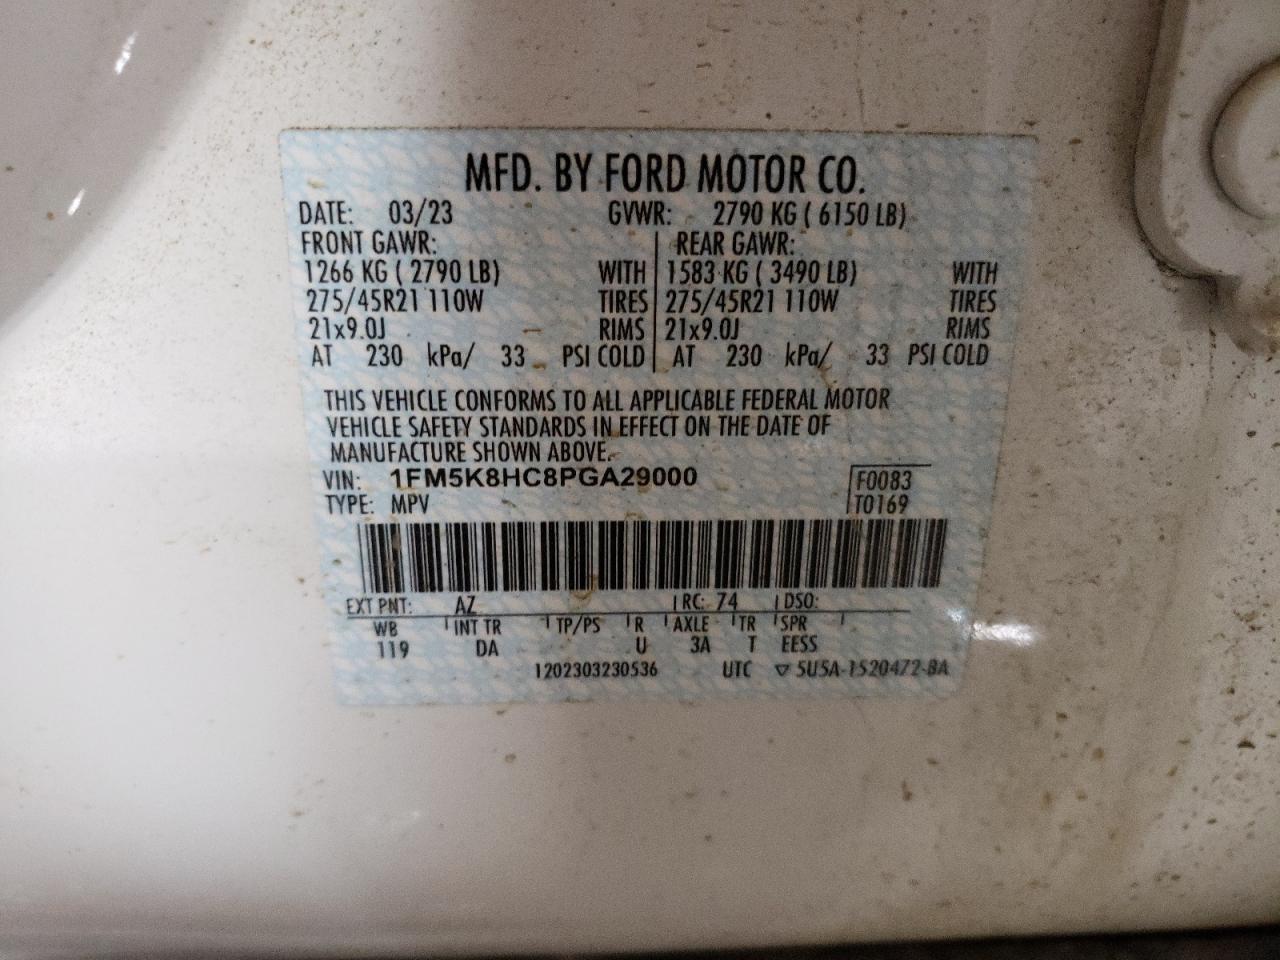 MFD. BY FORD MOTOR CO.
DATE: 03/23 GVWR: 2790 KG ( 6150 LB)
FRONT GAWR: REAR GAWR:
1266 KG ( 2790 LB) WITH 1583 KG ( 3490 LB) WITH
275/45R21 110W TIRES 275/45R21 110W TIRES
21x9.0J RIMS 21x9.0J RIMS
AT 230 kPa/ 33 PSI COLD AT 230 kPa/ 33 PSI COLD
THIS VEHICLE CONFORMS TO ALL APPLICABLE FEDERAL MOTOR
VEHICLE SAFETY STANDARDS IN EFFECT ON THE DATE OF
MANUFACTURE SHOWN ABOVE.
VIN: 1FM5K8HC8PGA29000 F0083
TYPE: MPV T0169
EXT PNT: AZ RC: 74 DSO:
WB INT TR TP/PS R AXLE TR SPR
119 DA U 3A T EESS
1202303230536 UTC ▽ 5U5A-1520472-BA